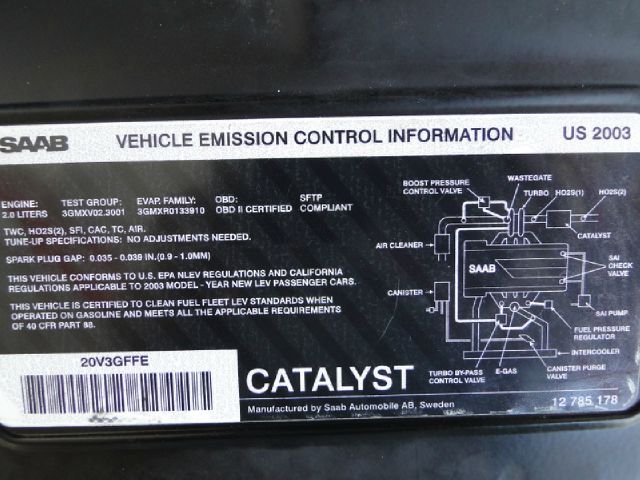 SAAB VEHICLE EMISSION CONTROL INFORMATION US 2003
ENGINE: TEST GROUP: EVAP. FAMILY: OBD: SFTP
2.0 LITERS 3GMXV02.3001 3GMXR0133910 OBD II CERTIFIED COMPLIANT
TWC, HO2S(2), SFI, CAC, TC, AIR.
TUNE-UP SPECIFICATIONS: NO ADJUSTMENTS NEEDED.
SPARK PLUG GAP: 0.035 - 0.039 IN.(0.9 - 1.0MM)
THIS VEHICLE CONFORMS TO U.S. EPA NLEV REGULATIONS AND CALIFORNIA
REGULATIONS APPLICABLE TO 2003 MODEL - YEAR NEW LEV PASSENGER CARS.
THIS VEHICLE IS CERTIFIED TO CLEAN FUEL FLEET LEV STANDARDS WHEN
OPERATED ON GASOLINE AND MEETS ALL THE APPLICABLE REQUIREMENTS
OF 40 CFR PART 88.
20V3GFFE
WASTEGATE
BOOST PRESSURE
CONTROL VALVE
TURBO
HO2S(1)
HO2S(2)
CATALYST
AIR CLEANER
SAAB
SAI
CHECK
VALVE
CANISTER
SAI PUMP
FUEL PRESSURE
REGULATOR
INTERCOOLER
TURBO BY-PASS
CONTROL VALVE
E-GAS
CANISTER PURGE
VALVE
CATALYST
Manufactured by Saab Automobile AB, Sweden
12 785 178